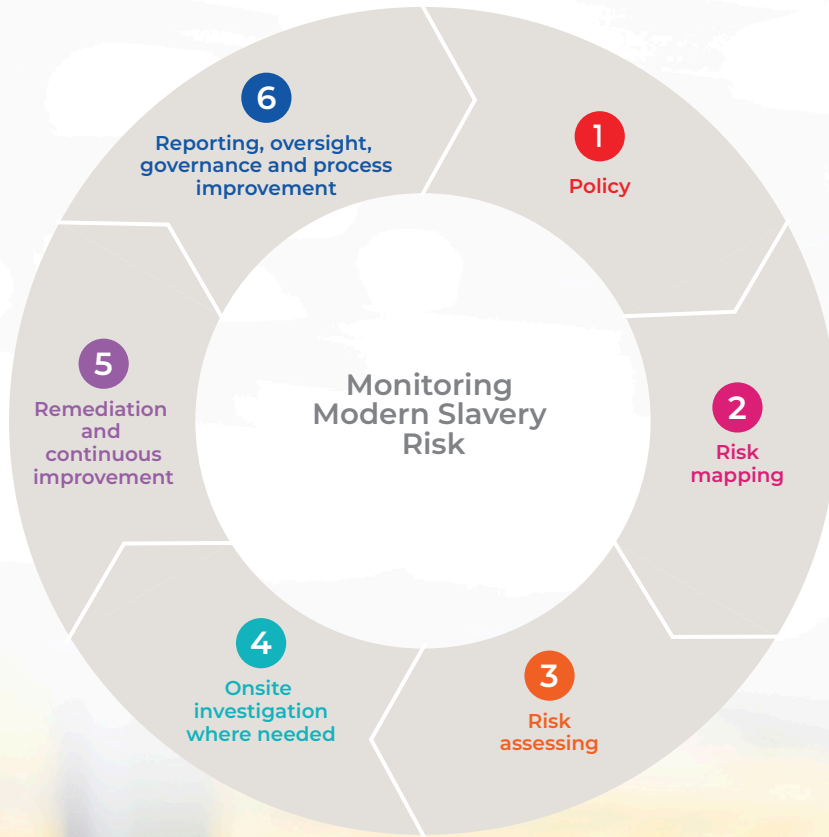 Monitoring
Modern Slavery
Risk
1
Policy
2
Risk
mapping
3
Risk
assessing
4
Onsite
investigation
where needed
5
Remediation
and
continuous
improvement
6
Reporting, oversight,
governance and process
improvement